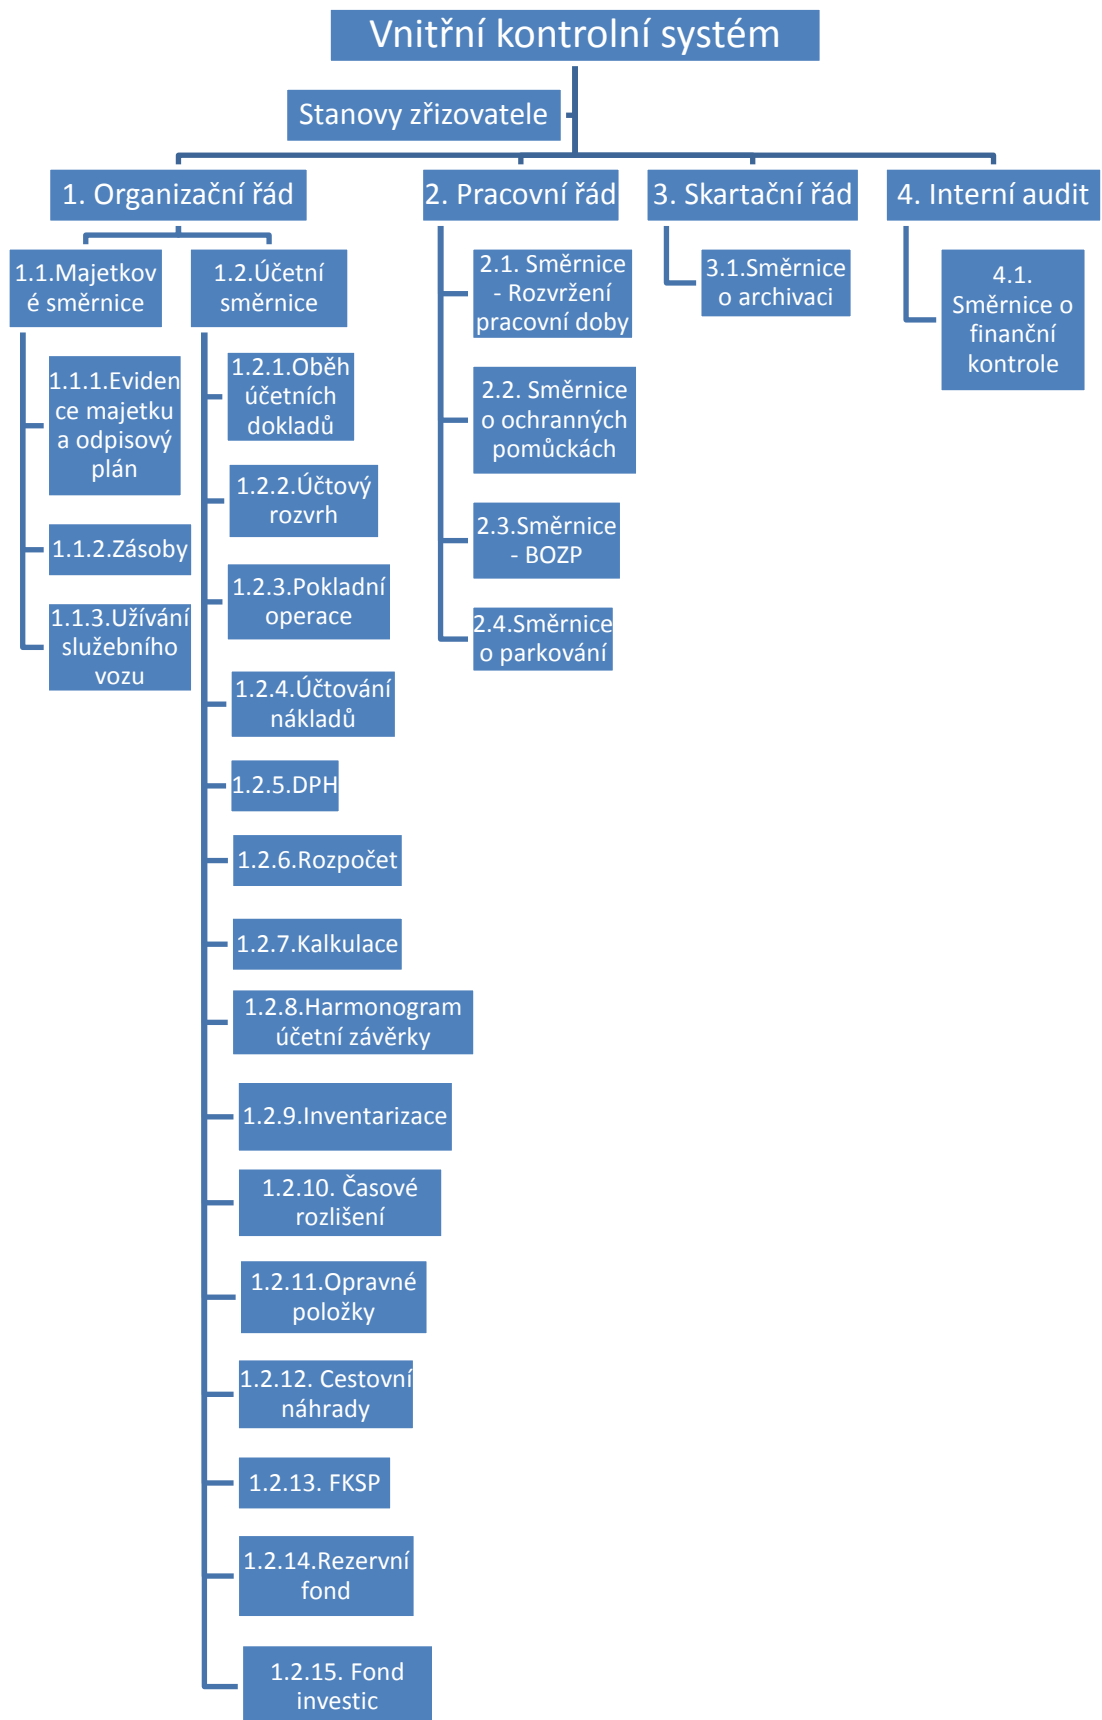 Vnitřní kontrolní systém
Stanovy zřizovatele
1. Organizační řád
2. Pracovní řád
3. Skartační řád
4. Interní audit
1.1.Majetkov
é směrnice
1.1.1.Eviden
ce majetku
a odpisový
plán
1.1.2.Zásoby
1.1.3.Užívání
služebního
vozu
1.2.Účetní
směrnice
1.2.1.Oběh
účetních
dokladů
1.2.2.Účtový
rozvrh
1.2.3.Pokladní
operace
1.2.4.Účtování
nákladů
1.2.5.DPH
1.2.6.Rozpočet
1.2.7.Kalkulace
1.2.8.Harmonogram
účetní závěrky
1.2.9.Inventarizace
1.2.10. Časové
rozlišení
1.2.11.Opravné
položky
1.2.12. Cestovní
náhrady
1.2.13. FKSP
1.2.14.Rezervní
fond
1.2.15. Fond
investic
2.1. Směrnice
- Rozvržení
pracovní doby
2.2. Směrnice
o ochranných
pomůckách
2.3.Směrnice
- BOZP
2.4.Směrnice
o parkování
3.1.Směrnice
o archivaci
4.1.
Směrnice o
finanční
kontrole